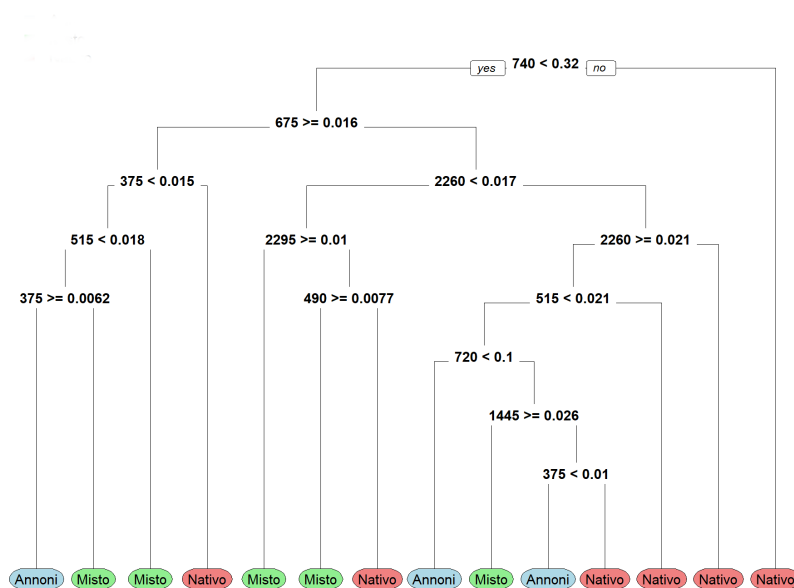 yes 740 < 0.32 no
675 >= 0.016
375 < 0.015 2260 < 0.017
515 < 0.018 2295 >= 0.01 2260 >= 0.021
375 >= 0.0062 490 >= 0.0077 515 < 0.021
720 < 0.1
1445 >= 0.026
375 < 0.01
Annoni Misto Misto Nativo Misto Misto Nativo Annoni Misto Annoni Nativo Nativo Nativo Nativo